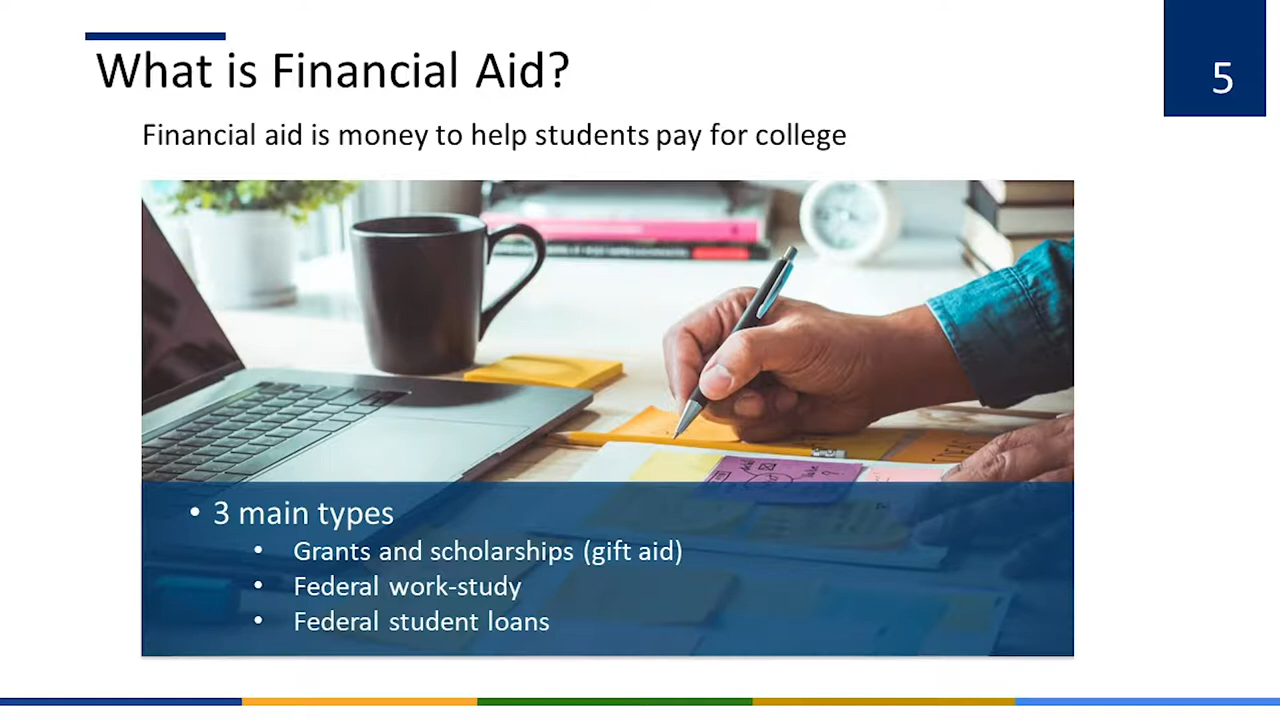 5
What is Financial Aid?
Financial aid is money to help students pay for college
IDEAS
• 3 main types
• Grants and scholarships (gift aid)
• Federal work-study
• Federal student loans